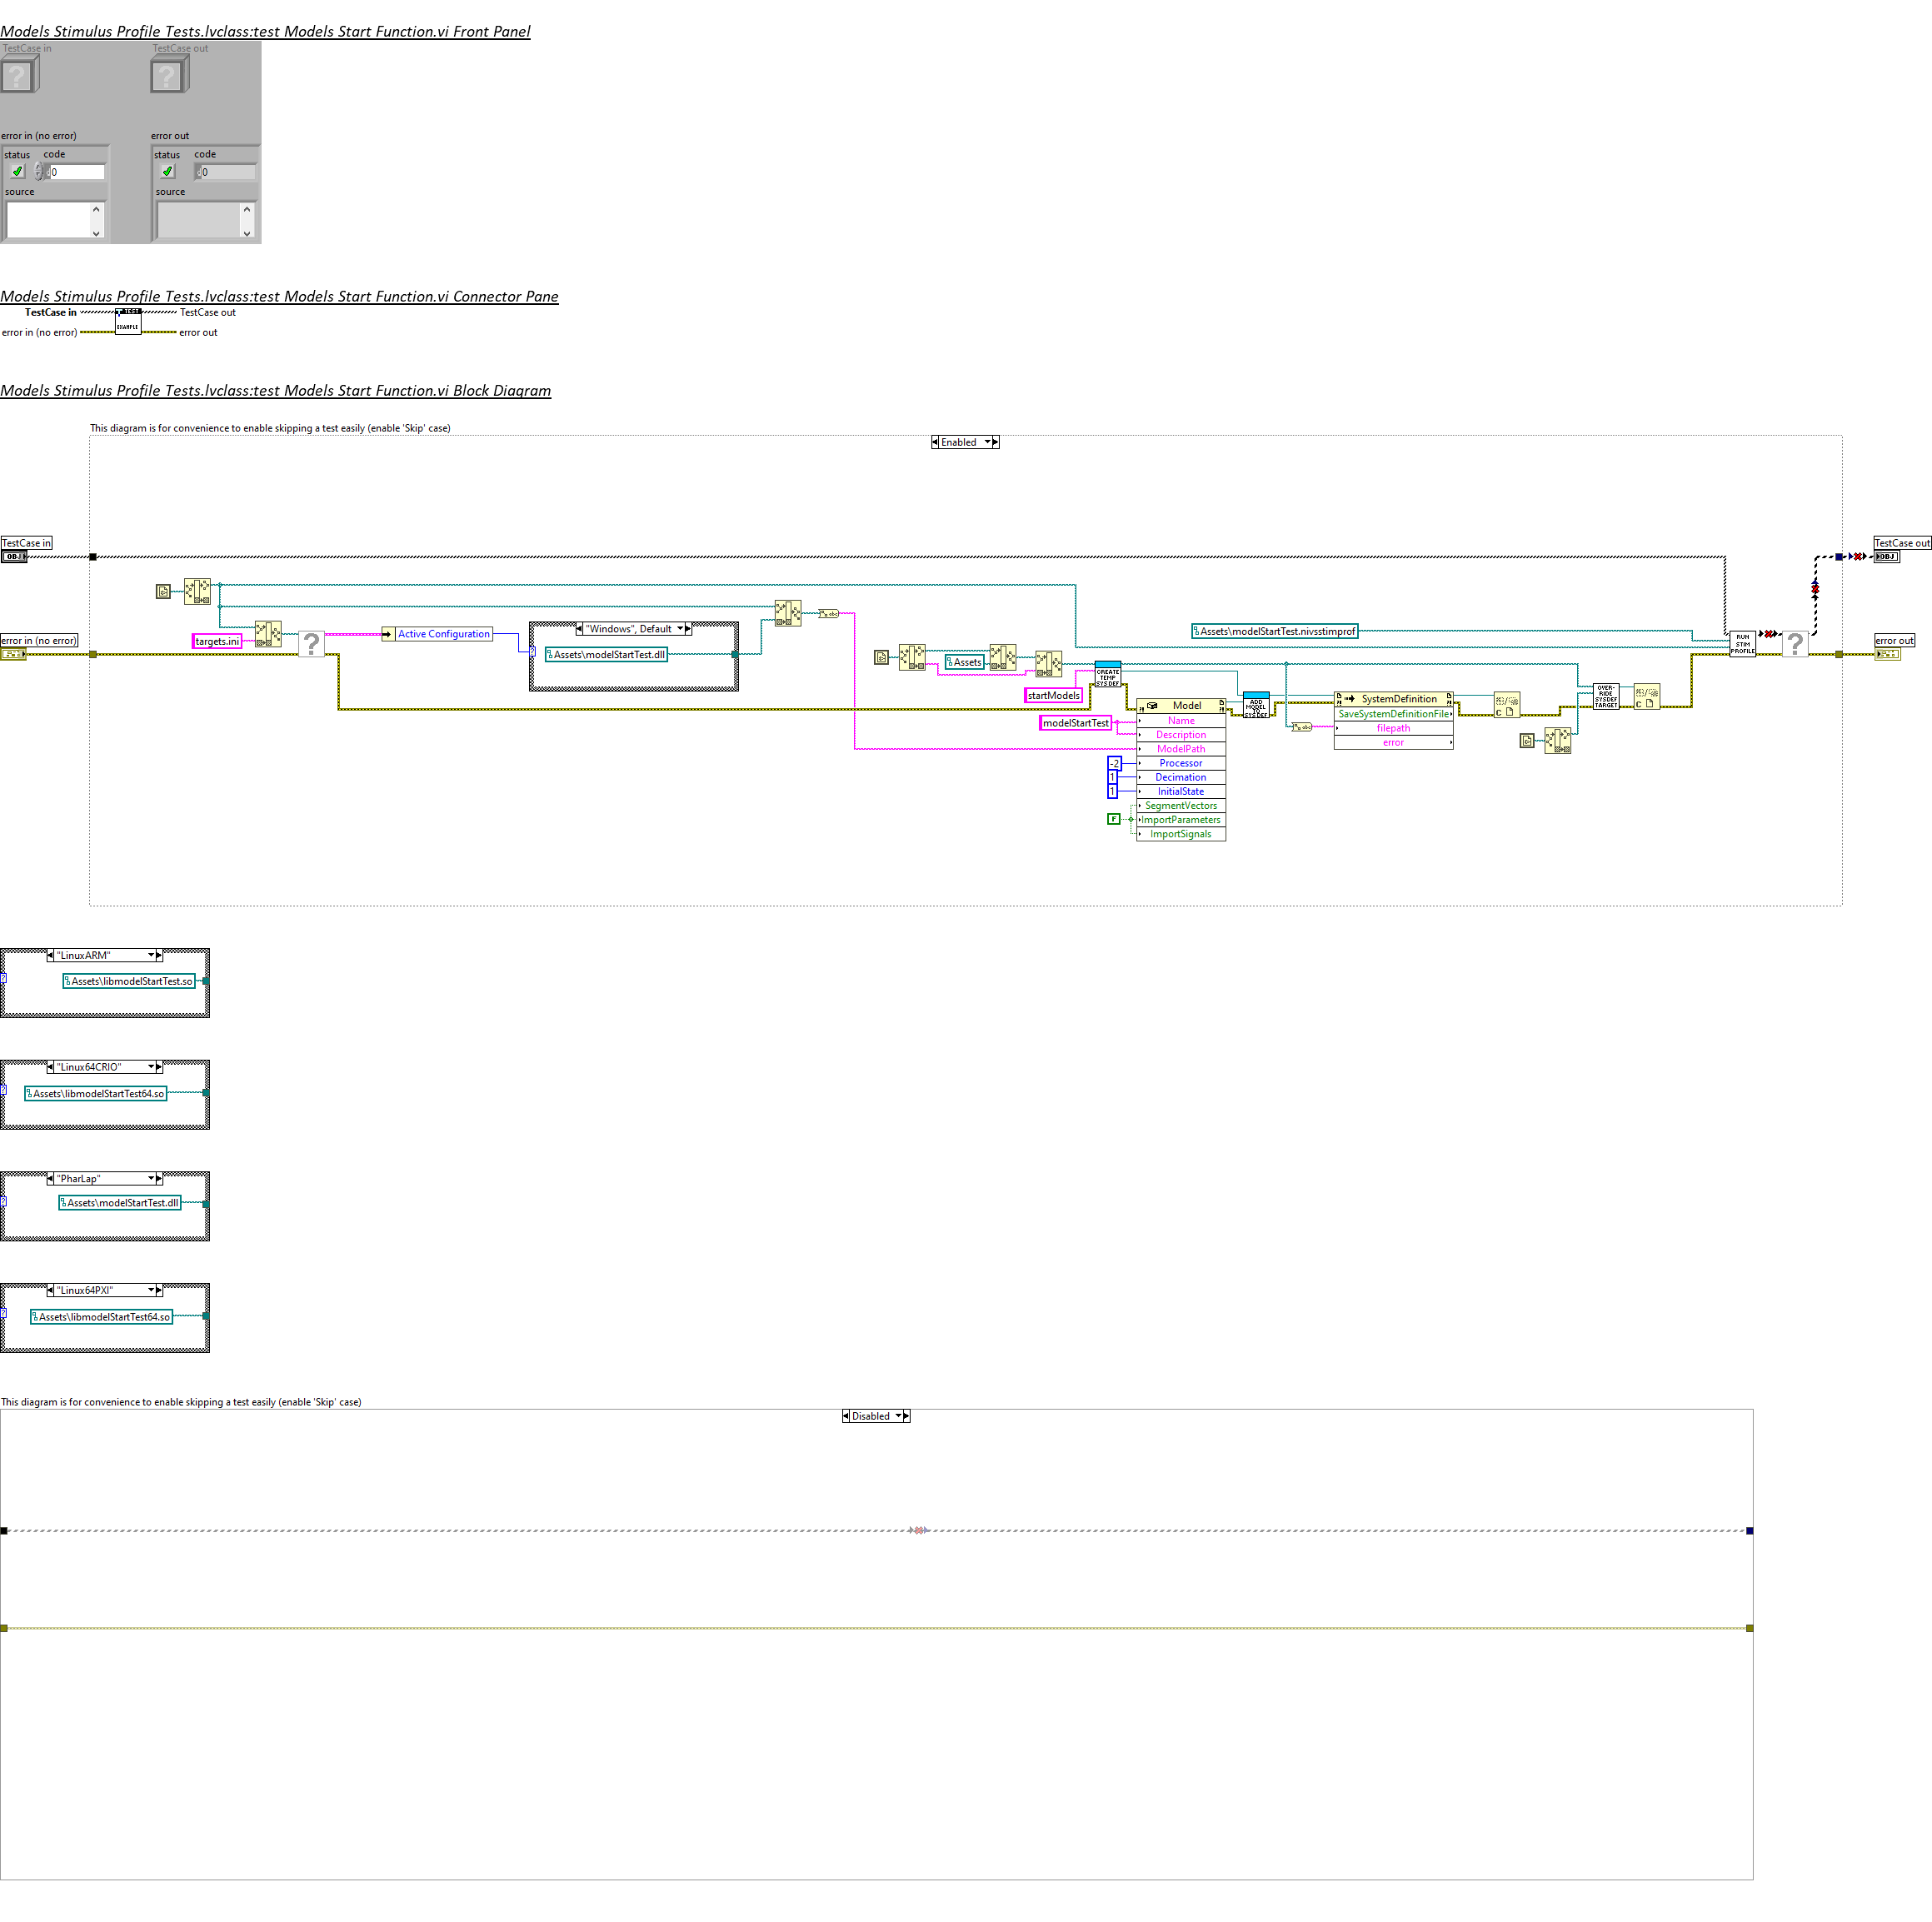 Models Stimulus Profile Tests.lvclass:test Models Start Function.vi Front Panel
TestCase in
TestCase out
?
?
error in (no error)
error out
status code
status code
0
0
source
source
Models Stimulus Profile Tests.lvclass:test Models Start Function.vi Connector Pane
TestCase in
TEST
EXAMPLE
TestCase out
error in (no error)
error out
Models Stimulus Profile Tests.lvclass:test Models Start Function.vi Block Diagram
This diagram is for convenience to enable skipping a test easily (enable 'Skip' case)
Enabled
TestCase in
OBJ
TestCase out
OBJ
error in (no error)
targets.ini
?
Active Configuration
"Windows", Default
Assets\modelStartTest.dll
abc
Assets
startModels
CREATE TEMP SYS DEF
Assets\modelStartTest.nivsstimprof
RUN STIM PROFILE
?
error out
modelStartTest
Model
Name
Description
ModelPath
-2
Processor
1
Decimation
1
InitialState
SegmentVectors
F
ImportParameters
ImportSignals
ADD MODEL TO SYS DEF
abc
SystemDefinition
SaveSystemDefinitionFile
filepath
error
C
OVER-RIDE SYSDEF TARGET
C
"LinuxARM"
Assets\libmodelStartTest.so
"Linux64CRIO"
Assets\libmodelStartTest64.so
"PharLap"
Assets\modelStartTest.dll
"Linux64PXI"
Assets\libmodelStartTest64.so
This diagram is for convenience to enable skipping a test easily (enable 'Skip' case)
Disabled